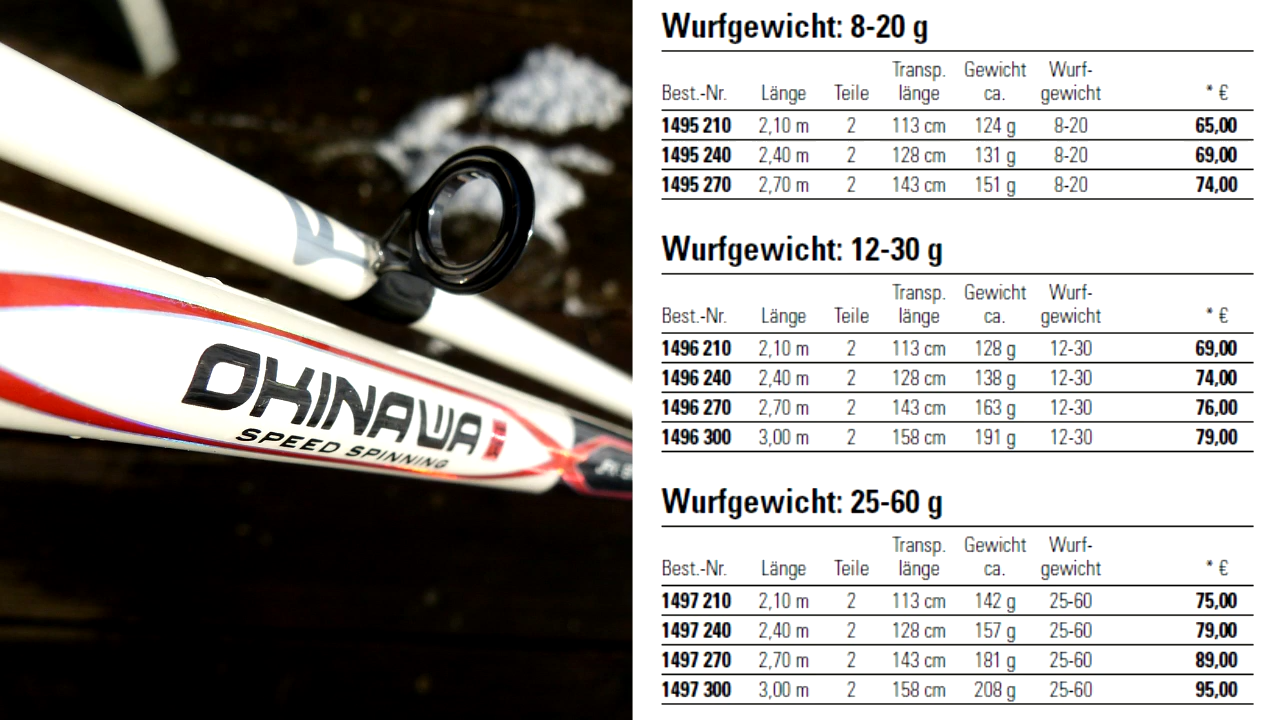 OKINAWA
SPEED SPINNING
Wurfgewicht: 8-20 g
Best.-Nr. Länge Teile Transp. länge Gewicht ca. Wurf- gewicht * €
1495 210 2,10 m 2 113 cm 124 g 8-20 65,00
1495 240 2,40 m 2 128 cm 131 g 8-20 69,00
1495 270 2,70 m 2 143 cm 151 g 8-20 74,00
Wurfgewicht: 12-30 g
Best.-Nr. Länge Teile Transp. länge Gewicht ca. Wurf- gewicht * €
1496 210 2,10 m 2 113 cm 128 g 12-30 69,00
1496 240 2,40 m 2 128 cm 138 g 12-30 74,00
1496 270 2,70 m 2 143 cm 163 g 12-30 76,00
1496 300 3,00 m 2 158 cm 191 g 12-30 79,00
Wurfgewicht: 25-60 g
Best.-Nr. Länge Teile Transp. länge Gewicht ca. Wurf- gewicht * €
1497 210 2,10 m 2 113 cm 142 g 25-60 75,00
1497 240 2,40 m 2 128 cm 157 g 25-60 79,00
1497 270 2,70 m 2 143 cm 181 g 25-60 89,00
1497 300 3,00 m 2 158 cm 208 g 25-60 95,00